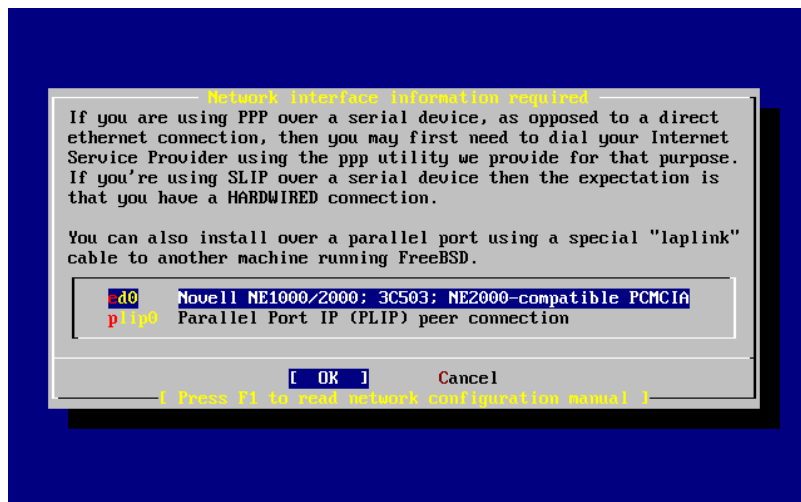 Network interface information required
If you are using PPP over a serial device, as opposed to a direct
ethernet connection, then you may first need to dial your Internet
Service Provider using the ppp utility we provide for that purpose.
If you're using SLIP over a serial device then the expectation is
that you have a HARDWIRED connection.
You can also install over a parallel port using a special "laplink"
cable to another machine running FreeBSD.
ed0 Novell NE1000/2000; 3C503; NE2000-compatible PCMCIA
plip0 Parallel Port IP (PLIP) peer connection
[ OK ] Cancel
[ Press F1 to read network configuration manual ]